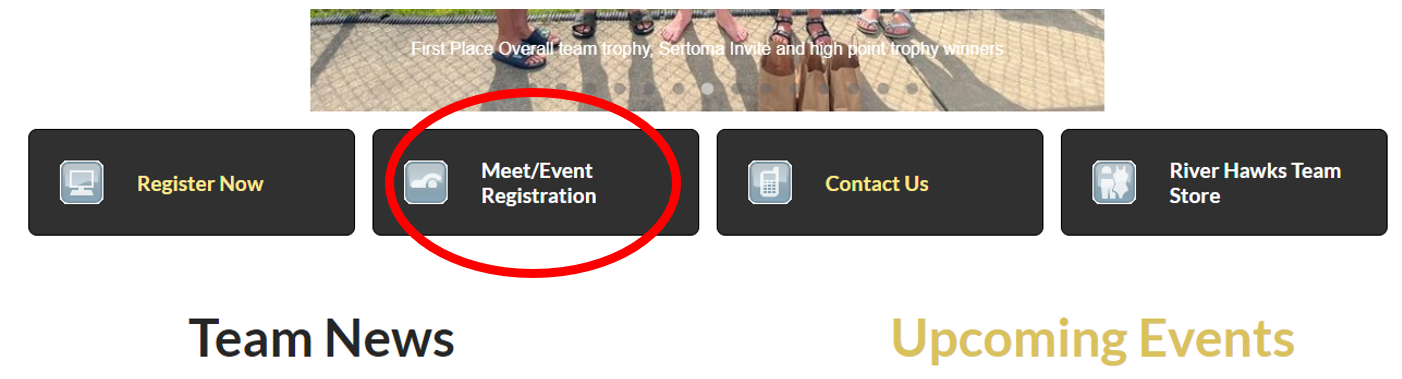 First Place Overall team trophy, Sertoma Invite and high point trophy winners
Register Now
Meet/Event
Registration
Contact Us
River Hawks Team
Store
Team News
Upcoming Events